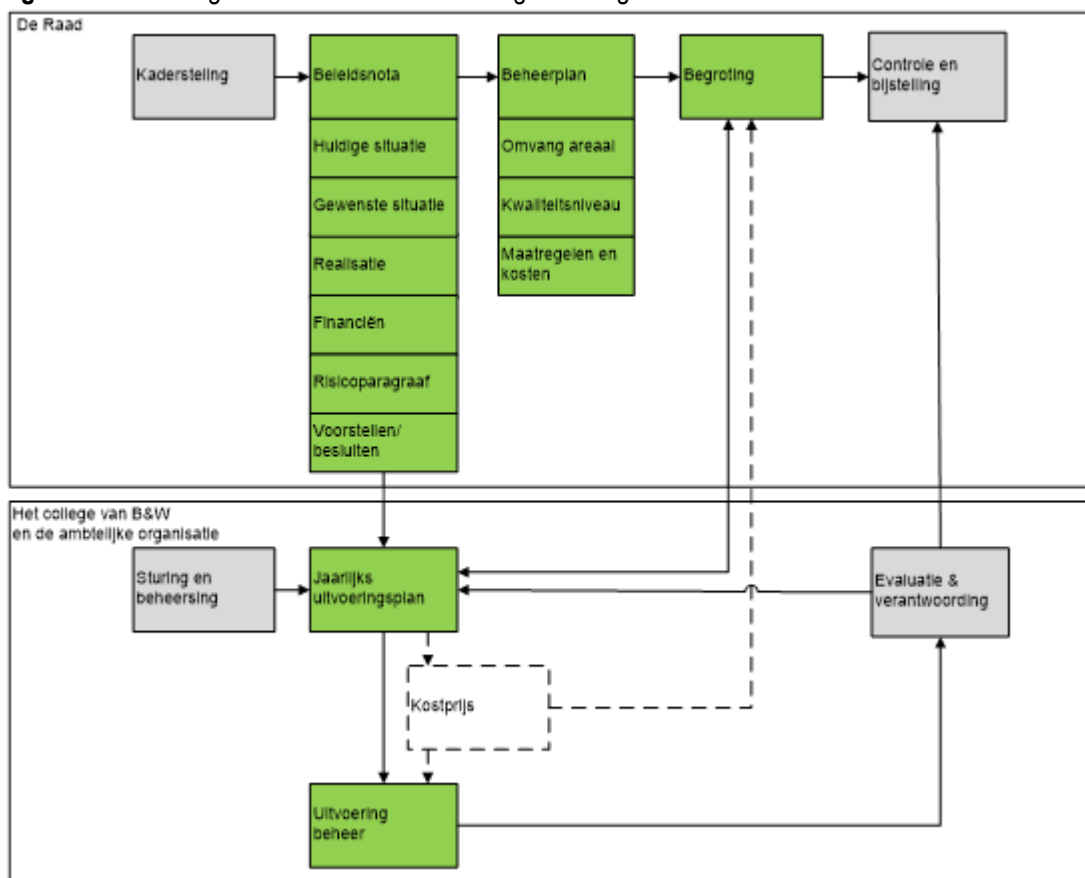 De Raad
Kaderstelling
Beleidsnota
Beheerplan
Begroting
Controle en
bijstelling
Huidige situatie
Omvang areaal
Gewenste situatie
Kwaliteitsniveau
Realisatie
Maatregelen en
kosten
Financiën
Risicoparagraaf
Voorstellen/
besluiten
Het college van B&W
en de ambtelijke organisatie
Sturing en
beheersing
Jaarlijks
uitvoeringsplan
Evaluatie &
verantwoording
Kostprijs
Uitvoering
beheer